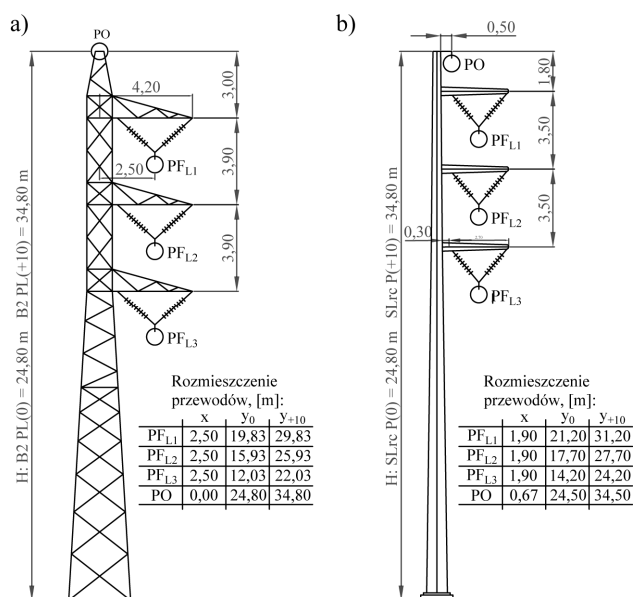 a)
PO
4,20
3,00
PF_L1
2,50
3,90
PF_L2
3,90
PF_L3
H: B2 PL(0) = 24,80 m B2 PL(+10) = 34,80 m
Rozmieszczenie
przewodów, [m]:
x y_0 y_+10
PF_L1 2,50 19,83 29,83
PF_L2 2,50 15,93 25,93
PF_L3 2,50 12,03 22,03
PO 0,00 24,80 34,80
b)
0,50
PO
1,80
PF_L1
3,50
PF_L2
3,50
0,30
PF_L3
H: SLrc P(0) = 24,80 m SLrc P(+10) = 34,80 m
Rozmieszczenie
przewodów, [m]:
x y_0 y_+10
PF_L1 1,90 21,20 31,20
PF_L2 1,90 17,70 27,70
PF_L3 1,90 14,20 24,20
PO 0,67 24,50 34,50